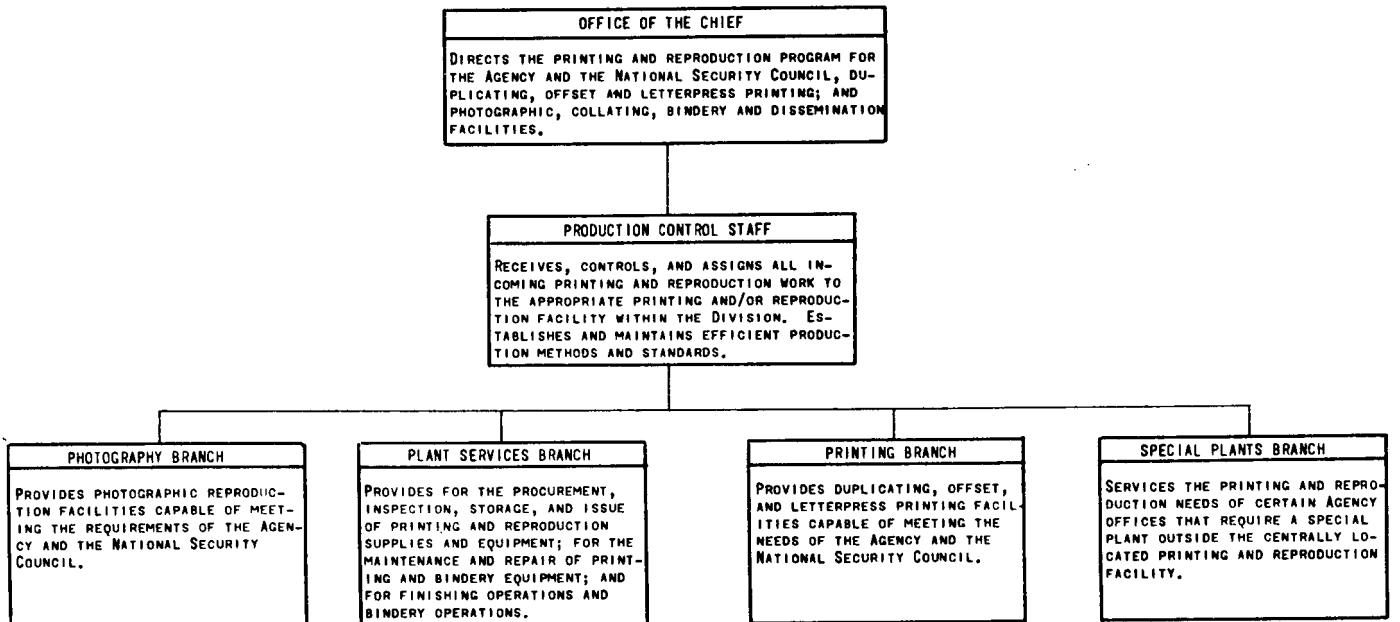 OFFICE OF THE CHIEF
DIRECTS THE PRINTING AND REPRODUCTION PROGRAM FOR
THE AGENCY AND THE NATIONAL SECURITY COUNCIL, DU-
PLICATING, OFFSET AND LETTERPRESS PRINTING; AND
PHOTOGRAPHIC, COLLATING, BINDERY AND DISSEMINATION
FACILITIES.
PRODUCTION CONTROL STAFF
RECEIVES, CONTROLS, AND ASSIGNS ALL IN-
COMING PRINTING AND REPRODUCTION WORK TO
THE APPROPRIATE PRINTING AND/OR REPRODUC-
TION FACILITY WITHIN THE DIVISION. ES-
TABLISHES AND MAINTAINS EFFICIENT PRODUC-
TION METHODS AND STANDARDS.
PHOTOGRAPHY BRANCH
PROVIDES PHOTOGRAPHIC REPRODUC-
TION FACILITIES CAPABLE OF MEET-
ING THE REQUIREMENTS OF THE AGEN-
CY AND THE NATIONAL SECURITY
COUNCIL.
PLANT SERVICES BRANCH
PROVIDES FOR THE PROCUREMENT,
INSPECTION, STORAGE, AND ISSUE
OF PRINTING AND REPRODUCTION
SUPPLIES AND EQUIPMENT; FOR THE
MAINTENANCE AND REPAIR OF PRINT-
ING AND BINDERY EQUIPMENT; AND
FOR FINISHING OPERATIONS AND
BINDERY OPERATIONS.
PRINTING BRANCH
PROVIDES DUPLICATING, OFFSET,
AND LETTERPRESS PRINTING FACIL-
ITIES CAPABLE OF MEETING THE
NEEDS OF THE AGENCY AND THE
NATIONAL SECURITY COUNCIL.
SPECIAL PLANTS BRANCH
SERVICES THE PRINTING AND REPRO-
DUCTION NEEDS OF CERTAIN AGENCY
OFFICES THAT REQUIRE A SPECIAL
PLANT OUTSIDE THE CENTRALLY LO-
CATED PRINTING AND REPRODUCTION
FACILITY.